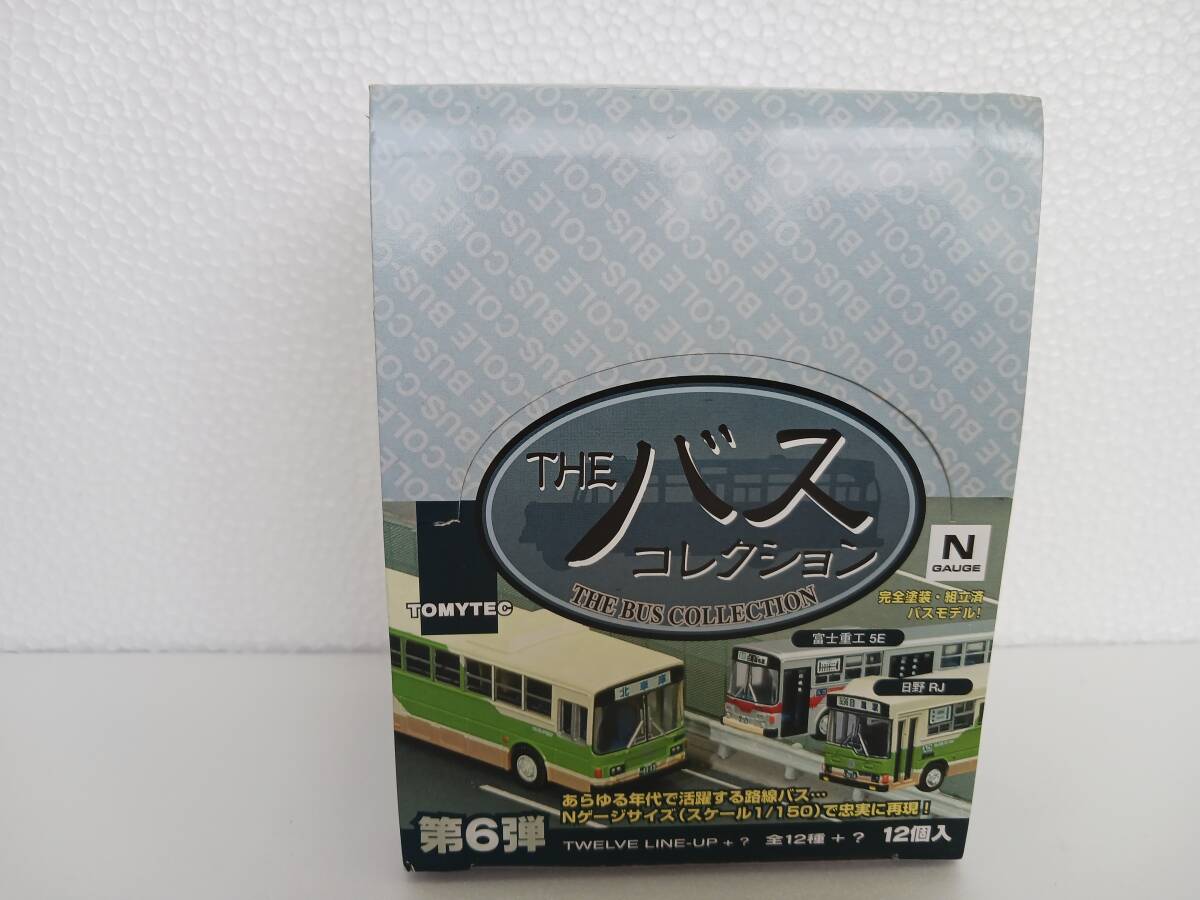 THE バス
コレクション
THE BUS COLLECTION
N
GAUGE
TOMYTEC
完全塗装・組立済
バスモデル!
富士重工 5E
日野 RJ
北車庫
あらゆる年代で活躍する路線バス…
Nゲージサイズ(スケール1/150)で忠実に再現!
第6弾
TWELVE LINE-UP + ? 全12種 + ? 12個入
BUS-COLE BUS-COLE BUS-COLE